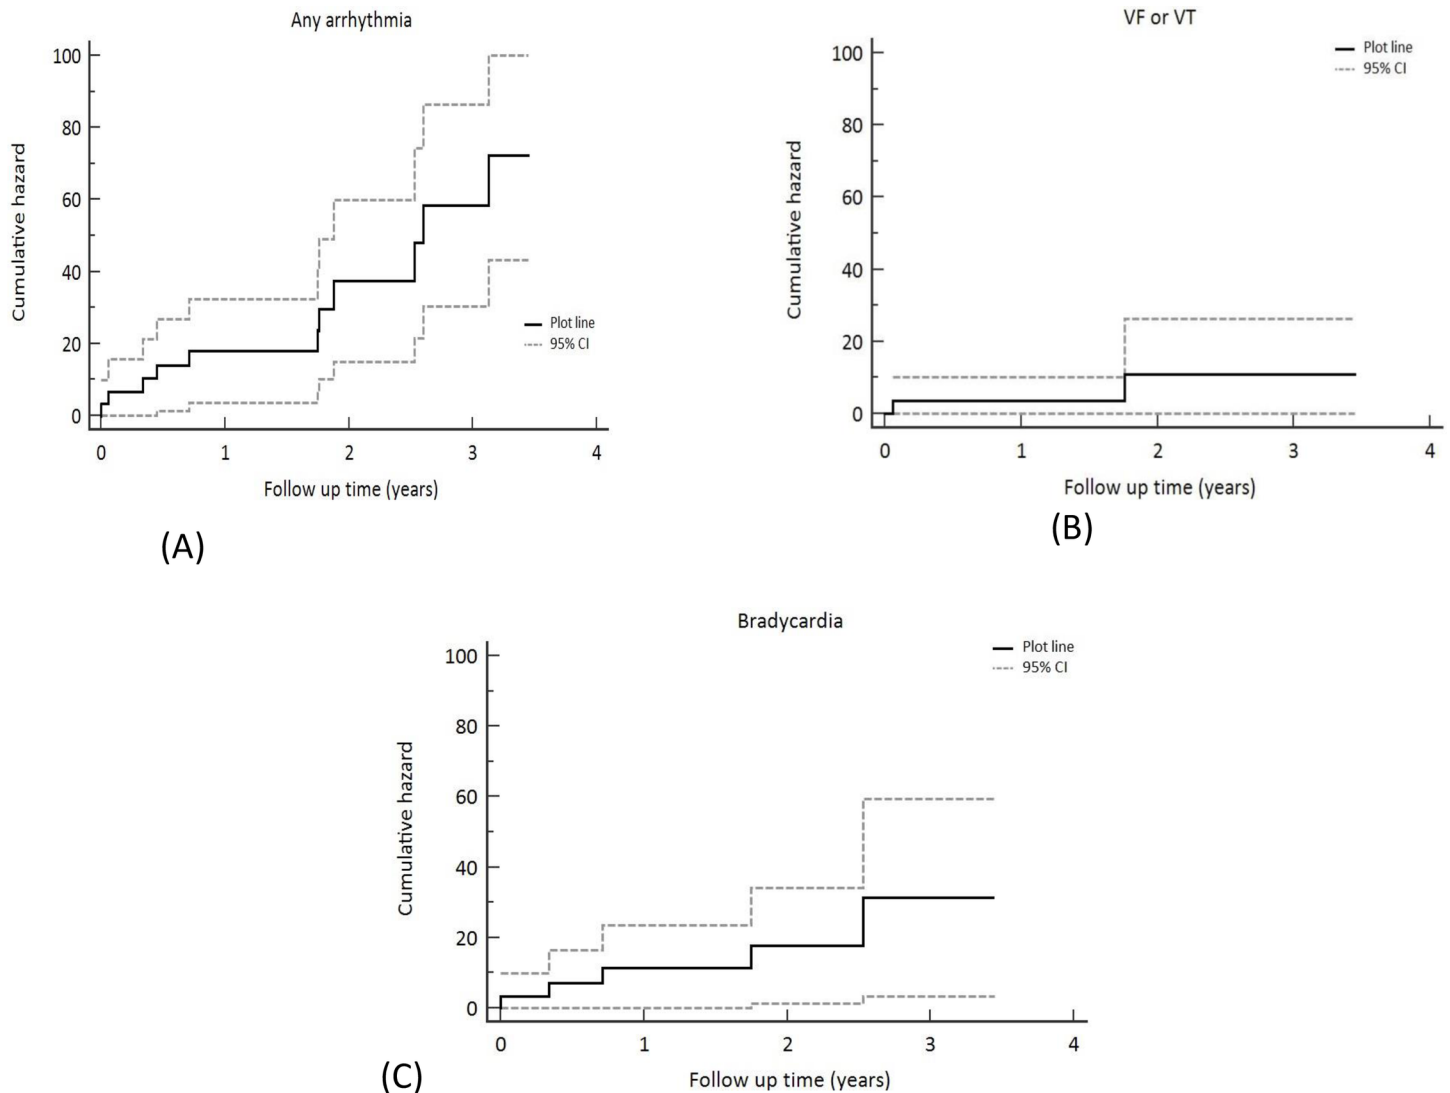 Any arrhythmia
100
80
60
40
20
0
Cumulative hazard
Plot line
95% CI
0 1 2 3 4
Follow up time (years)
(A)
VF or VT
Plot line
95% CI
100
80
60
40
20
0
Cumulative hazard
0 1 2 3 4
Follow up time (years)
(B)
Bradycardia
Plot line
95% CI
100
80
60
40
20
0
Cumulative hazard
0 1 2 3 4
Follow up time (years)
(C)